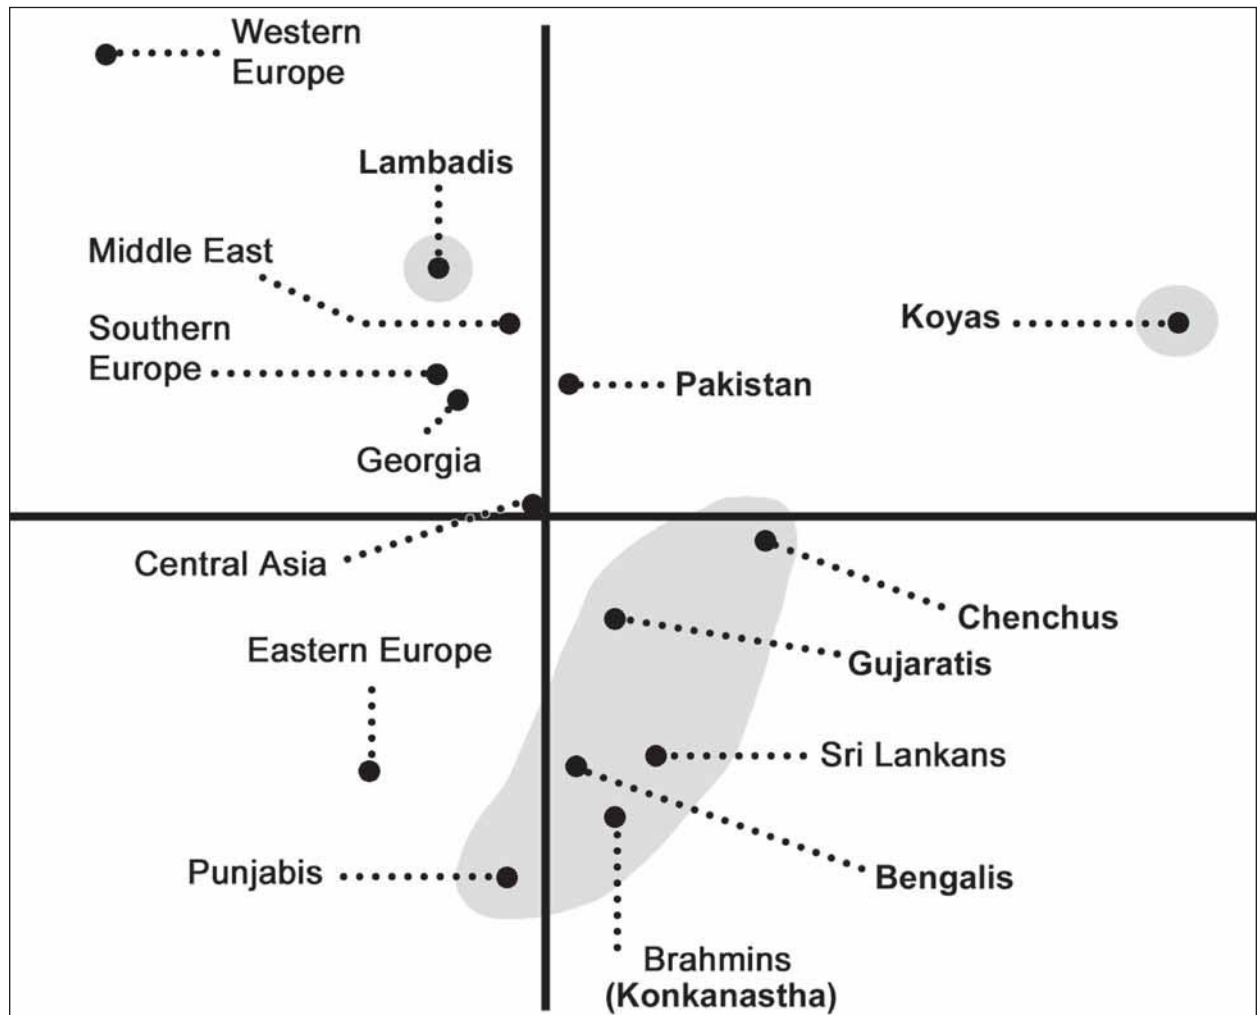 Western
Europe
Lambadis
Middle East
Southern
Europe
Koyas
Pakistan
Georgia
Central Asia
Chenchus
Eastern Europe
Gujaratis
Sri Lankans
Punjabis
Bengalis
Brahmins
(Konkanastha)